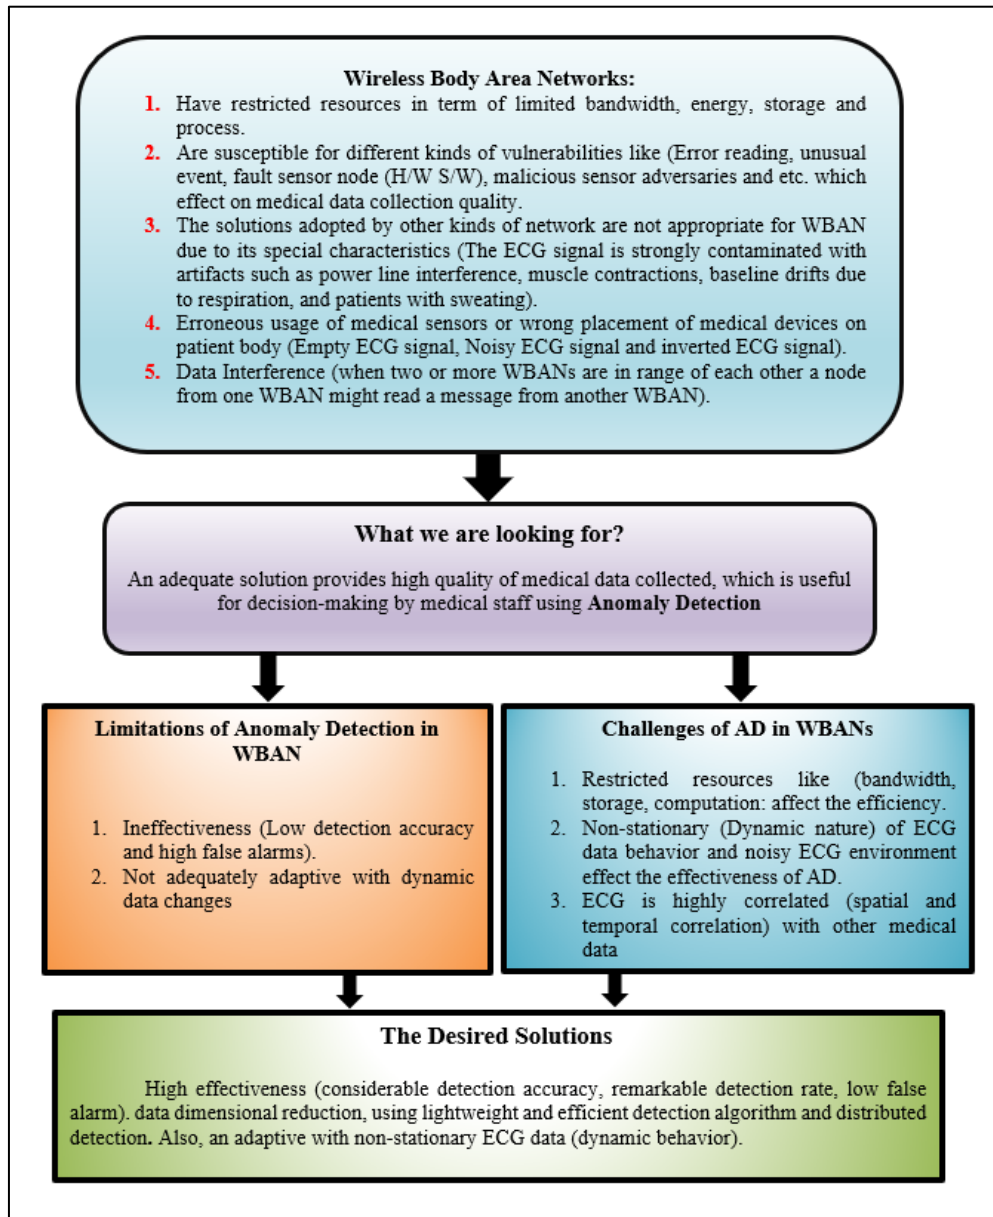 Wireless Body Area Networks:
1. Have restricted resources in term of limited bandwidth, energy, storage and
process.
2. Are susceptible for different kinds of vulnerabilities like (Error reading, unusual
event, fault sensor node (H/W S/W), malicious sensor adversaries and etc. which
effect on medical data collection quality.
3. The solutions adopted by other kinds of network are not appropriate for WBAN
due to its special characteristics (The ECG signal is strongly contaminated with
artifacts such as power line interference, muscle contractions, baseline drifts due
to respiration, and patients with sweating).
4. Erroneous usage of medical sensors or wrong placement of medical devices on
patient body (Empty ECG signal, Noisy ECG signal and inverted ECG signal).
5. Data Interference (when two or more WBANs are in range of each other a node
from one WBAN might read a message from another WBAN).
What we are looking for?
An adequate solution provides high quality of medical data collected, which is useful
for decision-making by medical staff using Anomaly Detection
Limitations of Anomaly Detection in
WBAN
1. Ineffectiveness (Low detection accuracy
and high false alarms).
2. Not adequately adaptive with dynamic
data changes
Challenges of AD in WBANs
1. Restricted resources like (bandwidth,
storage, computation: affect the efficiency.
2. Non-stationary (Dynamic nature) of ECG
data behavior and noisy ECG environment
effect the effectiveness of AD.
3. ECG is highly correlated (spatial and
temporal correlation) with other medical
data
The Desired Solutions
High effectiveness (considerable detection accuracy, remarkable detection rate, low false
alarm). data dimensional reduction, using lightweight and efficient detection algorithm and distributed
detection. Also, an adaptive with non-stationary ECG data (dynamic behavior).